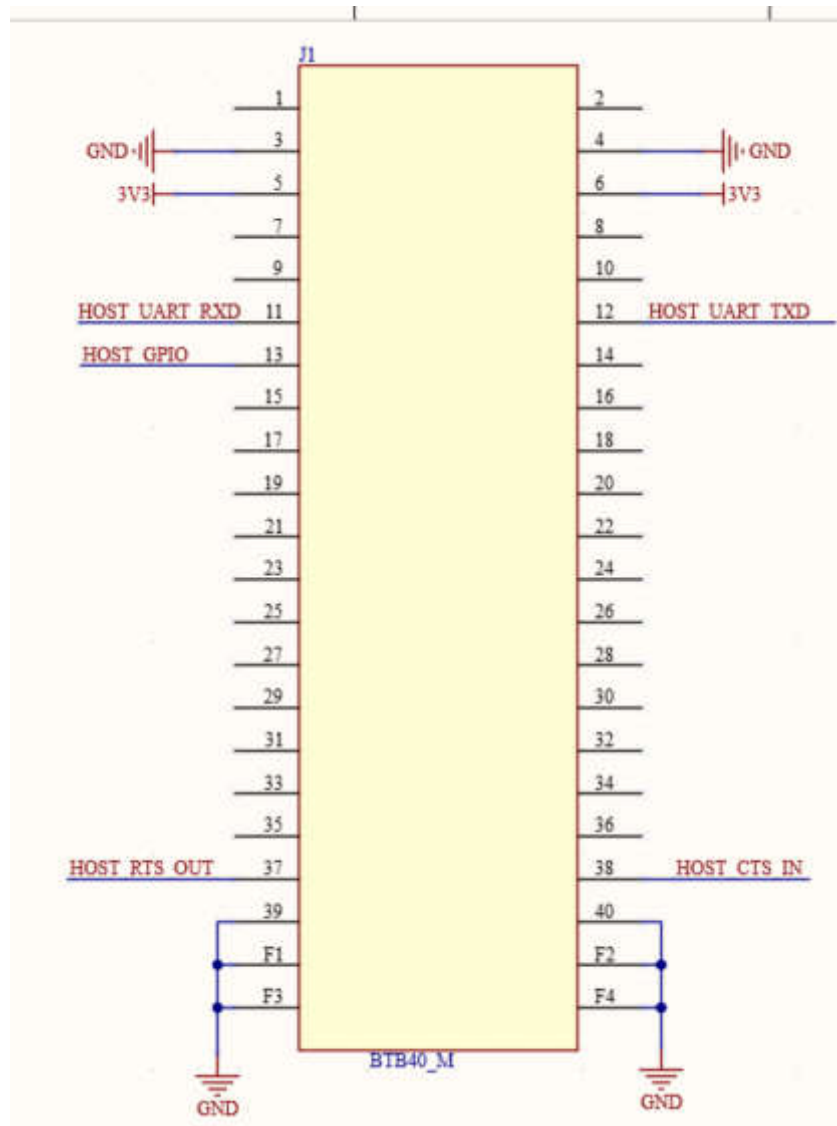 J1
1 2
GND 3 4 GND
3V3 5 6 3V3
7 8
9 10
HOST UART RXD 11 12 HOST UART TXD
HOST GPIO 13 14
15 16
17 18
19 20
21 22
23 24
25 26
27 28
29 30
31 32
33 34
35 36
HOST RTS OUT 37 38 HOST CTS IN
39 40
F1 F2
F3 F4
BTB40_M
GND GND